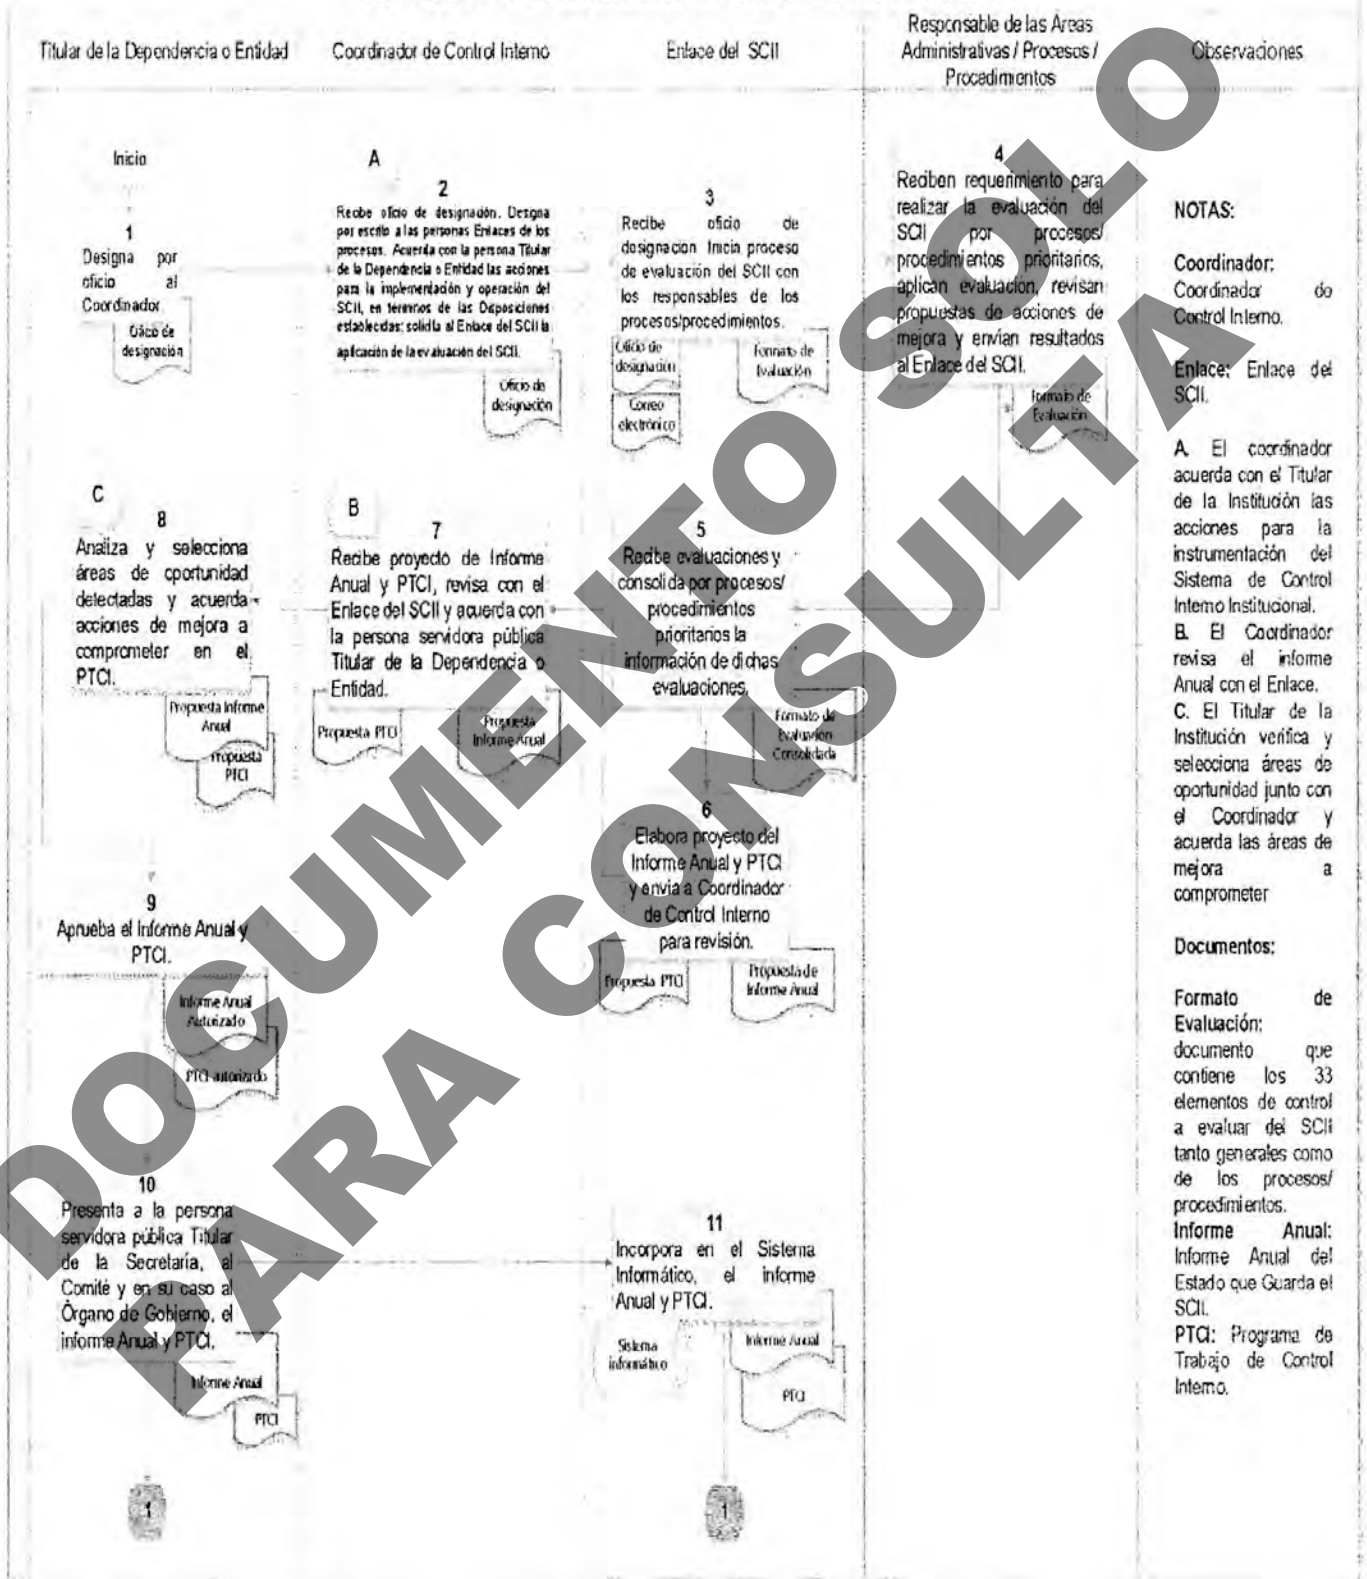 Titular de la Dependencia o Entidad
Coordinador de Control Interno
Enlace del SCII
Responsable de las Áreas
Administrativas / Procesos /
Procedimientos
Observaciones
Inicio
1
Designa por
oficio al
Coordinador
Oficio de
designación
A
2
Recibe oficio de designación. Designa
por escrito a las personas Enlaces de los
procesos. Acuerda con la persona Titular
de la Dependencia o Entidad las acciones
para la implementación y operación del
SCII, en términos de las Disposiciones
establecidas; solicita al Enlace del SCII la
aplicación de la evaluación del SCII.
Oficio de
designación
3
Recibe oficio de
designación Inicia proceso
de evaluación del SCII con
los responsables de los
procesos/procedimientos.
Oficio de
designación
Correo
electrónico
Formato de
Evaluación
4
Reciben requerimiento para
realizar la evaluación del
SCII por procesos/
procedimientos prioritarios,
aplican evaluación, revisan
propuestas de acciones de
mejora y envían resultados
al Enlace del SCII.
Formato de
Evaluación
C
8
Analiza y selecciona
áreas de oportunidad
detectadas y acuerda
acciones de mejora a
comprometer en el
PTCI.
Propuesta Informe
Anual
Propuesta
PTCI
B
7
Recibe proyecto de Informe
Anual y PTCI, revisa con el
Enlace del SCII y acuerda con
la persona servidora pública
Titular de la Dependencia o
Entidad.
Propuesta PTCI
Propuesta
Informe Anual
5
Recibe evaluaciones y
consolida por procesos/
procedimientos
prioritarios la
información de dichas
evaluaciones.
Formato de
Evaluación
Consolidada
6
Elabora proyecto del
Informe Anual y PTCI
y envia a Coordinador
de Control Interno
para revisión.
Propuesta PTCI
Propuesta de
Informe Anual
9
Aprueba el Informe Anual y
PTCI.
Informe Anual
Autorizado
PTCI autorizado
10
Presenta a la persona
servidora pública Titular
de la Secretaría, al
Comité y en su caso al
Órgano de Gobierno, el
informe Anual y PTCI.
Informe Anual
PTCI
1
11
Incorpora en el Sistema
Informático, el informe
Anual y PTCI.
Sistema
informático
Informe Anual
PTCI
1
NOTAS:
Coordinador:
Coordinador de
Control Interno.
Enlace: Enlace del
SCII.
A. El coordinador
acuerda con el Titular
de la Institución las
acciones para la
instrumentación del
Sistema de Control
Interno Institucional.
B. El Coordinador
revisa el informe
Anual con el Enlace.
C. El Titular de la
Institución verifica y
selecciona áreas de
oportunidad junto con
el Coordinador y
acuerda las áreas de
mejora a
comprometer
Documentos:
Formato de
Evaluación:
documento que
contiene los 33
elementos de control
a evaluar del SCII
tanto generales como
de los procesos/
procedimientos.
Informe Anual:
Informe Anual del
Estado que Guarda el
SCII.
PTCI: Programa de
Trabajo de Control
Interno.
DOCUMENTO SOLO
PARA CONSULTA